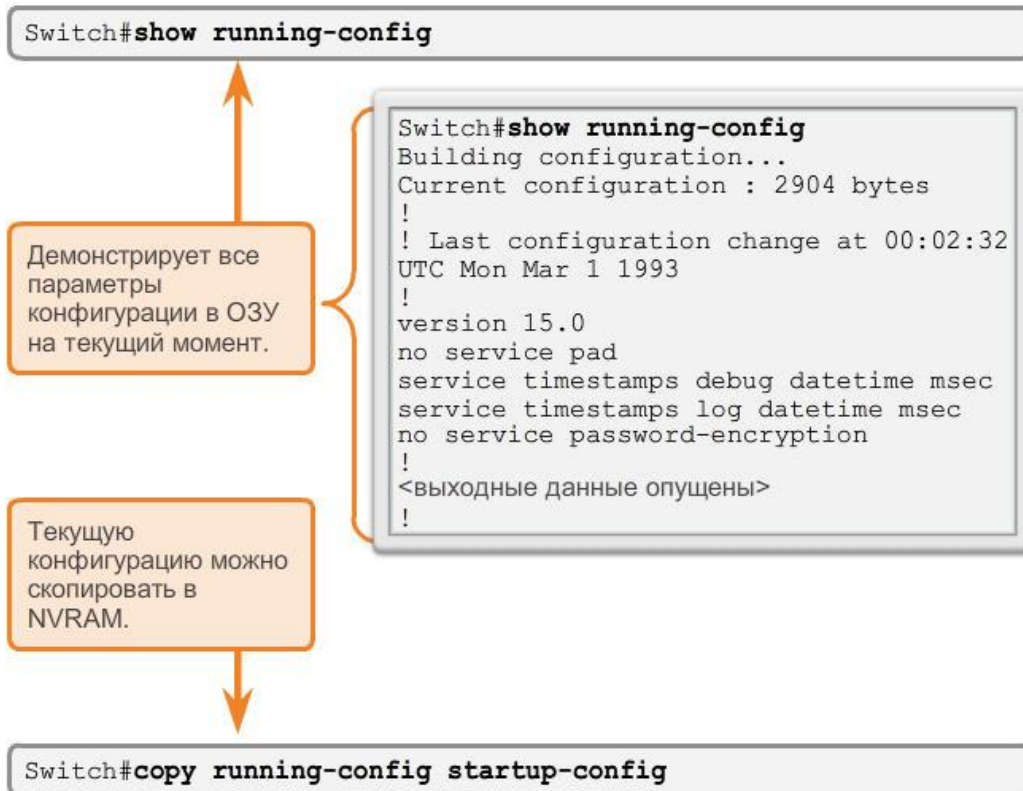 Switch#show running-config
Switch#show running-config
Building configuration...
Current configuration : 2904 bytes
!
! Last configuration change at 00:02:32
UTC Mon Mar 1 1993
!
version 15.0
no service pad
service timestamps debug datetime msec
service timestamps log datetime msec
no service password-encryption
!
<выходные данные опущены>
!
Демонстрирует все
параметры
конфигурации в ОЗУ
на текущий момент.
Текущую
конфигурацию можно
скопировать в
NVRAM.
Switch#copy running-config startup-config